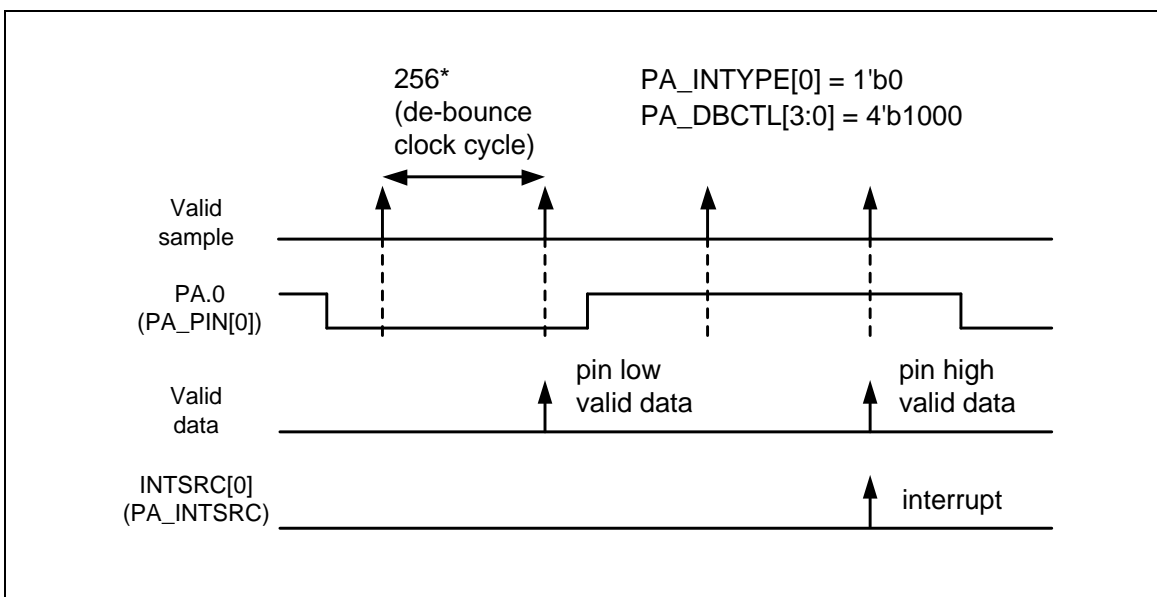 256*
(de-bounce
clock cycle)
PA_INTYPE[0] = 1'b0
PA_DBCTL[3:0] = 4'b1000
Valid
sample
PA.0
(PA_PIN[0])
pin low
valid data
pin high
valid data
Valid
data
INTSRC[0]
(PA_INTSRC)
interrupt